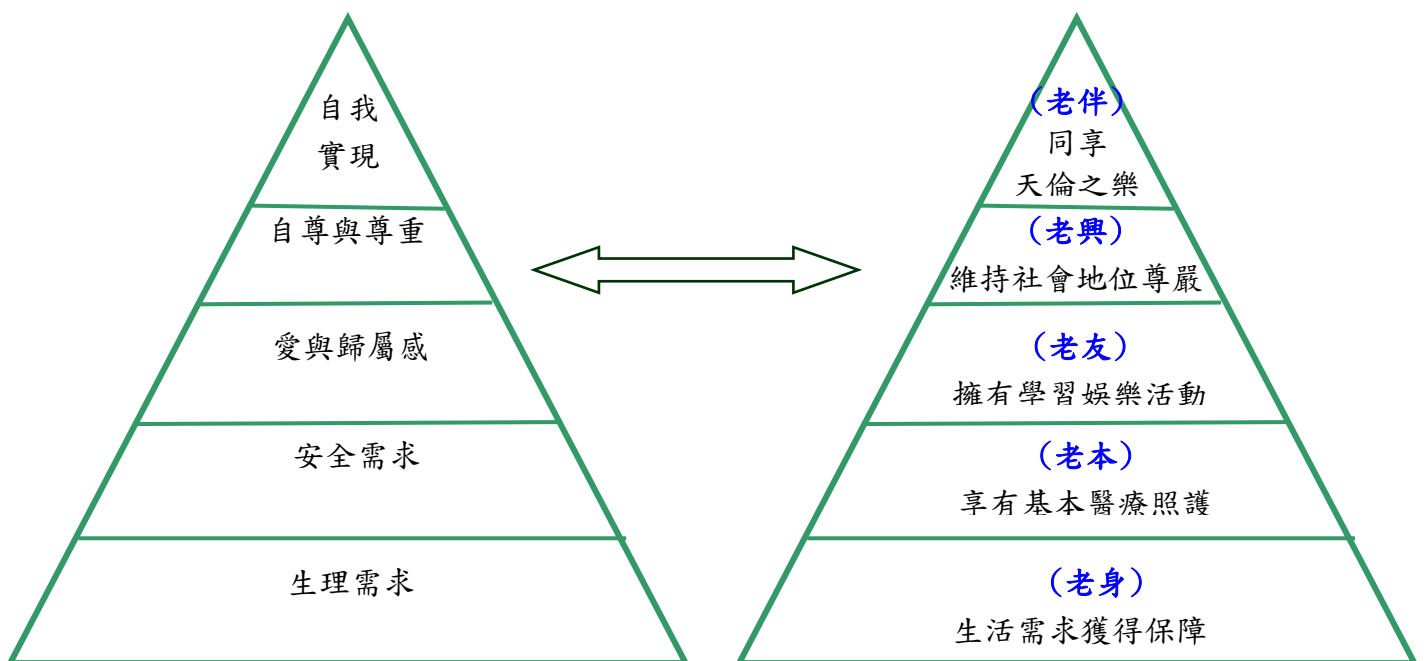 自我
實現
自尊與尊重
愛與歸屬感
安全需求
生理需求
(老伴)
同享
天倫之樂
(老興)
維持社會地位尊嚴
(老友)
擁有學習娛樂活動
(老本)
享有基本醫療照護
(老身)
生活需求獲得保障